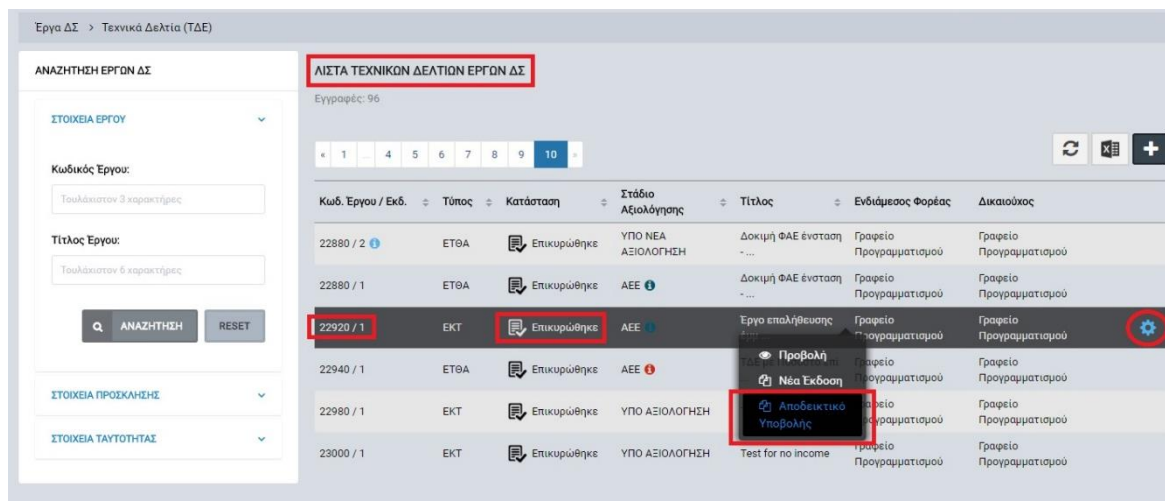 Έργα ΔΣ > Τεχνικά Δελτία (ΤΔΕ)
ΑΝΑΖΗΤΗΣΗ ΕΡΓΩΝ ΔΣ
ΣΤΟΙΧΕΙΑ ΕΡΓΟΥ
Κωδικός Έργου:
Τουλάχιστον 3 χαρακτήρες
Τίτλος Έργου:
Τουλάχιστον 6 χαρακτήρες
ΑΝΑΖΗΤΗΣΗ RESET
ΣΤΟΙΧΕΙΑ ΠΡΟΣΚΛΗΣΗΣ
ΣΤΟΙΧΕΙΑ ΤΑΥΤΟΤΗΤΑΣ
ΛΙΣΤΑ ΤΕΧΝΙΚΩΝ ΔΕΛΤΙΩΝ ΕΡΓΩΝ ΔΣ
Εγγραφές: 96
« 1 ... 4 5 6 7 8 9 10 »
Κωδ. Έργου / Εκδ. Τύπος Κατάσταση Στάδιο Αξιολόγησης Τίτλος Ενδιάμεσος Φορέας Δικαιούχος
22880 / 2 ΕΤΘΑ Επικυρώθηκε ΥΠΟ ΝΕΑ ΑΞΙΟΛΟΓΗΣΗ Δοκιμή ΦΑΕ ένσταση - ... Γραφείο Προγραμματισμού Γραφείο Προγραμματισμού
22880 / 1 ΕΤΘΑ Επικυρώθηκε ΑΕΕ Δοκιμή ΦΑΕ ένσταση - ... Γραφείο Προγραμματισμού Γραφείο Προγραμματισμού
22920 / 1 ΕΚΤ Επικυρώθηκε ΑΕΕ Έργο επαλήθευσης Γραφείο Προγραμματισμού Γραφείο Προγραμματισμού
Προβολή
Νέα Έκδοση
Αποδεικτικό
Υποβολής
22940 / 1 ΕΤΘΑ Επικυρώθηκε ΑΕΕ Γραφείο Προγραμματισμού Γραφείο Προγραμματισμού
22980 / 1 ΕΚΤ Επικυρώθηκε ΥΠΟ ΑΞΙΟΛΟΓΗΣΗ Γραφείο Προγραμματισμού Γραφείο Προγραμματισμού
23000 / 1 ΕΚΤ Επικυρώθηκε ΥΠΟ ΑΞΙΟΛΟΓΗΣΗ Test for no income Γραφείο Προγραμματισμού Γραφείο Προγραμματισμού